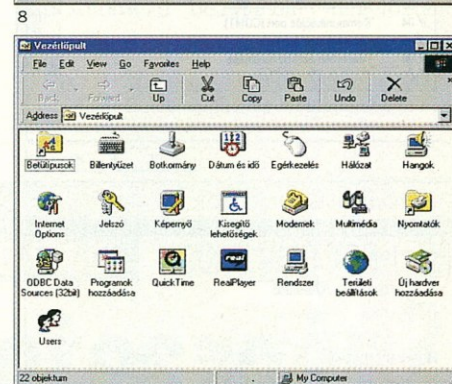 8
Vezérlőpult
File Edit View Go Favorites Help
Back Forward Up Cut Copy Paste Undo Delete
Address Vezérlőpult
Betűtípusok Billentyűzet Botkormány Dátum és idő Egérkezelés Hálózat Hangok
Internet Options Jelszó Képernyő Kisegítő lehetőségek Modemek Multimédia Nyomtatók
ODBC Data Sources (32bit) Programok hozzáadása QuickTime RealPlayer Rendszer Területi beállítások Új hardver hozzáadása
Users
22 objektum My Computer